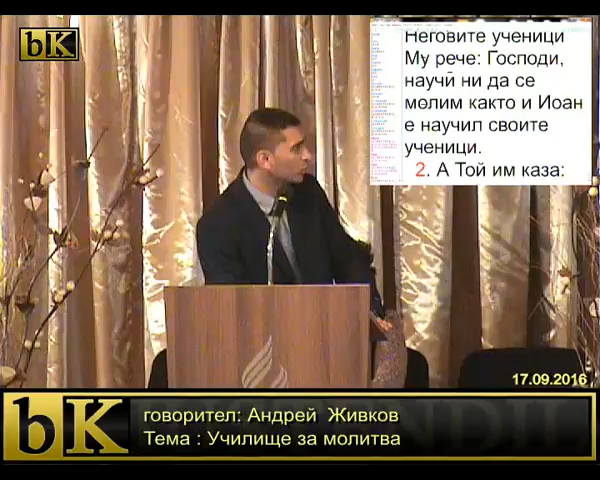 bK
Неговите ученици
Му рече: Господи,
научи̇̀ ни да се
молим както и Йоан
е научил своите
ученици.
2. А Той им каза:
17.09.2016
bK
говорител: Андрей Живков
Тема : Училище за молитва